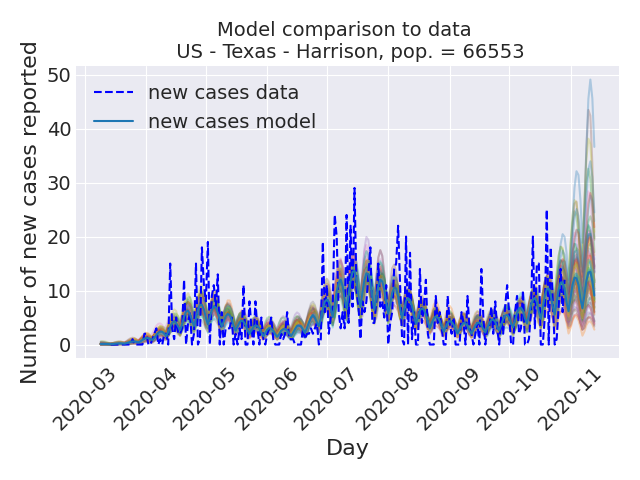 Model comparison to data
US - Texas - Harrison, pop. = 66553
Number of new cases reported
50
40
30
20
10
0
new cases data
new cases model
2020-03
2020-04
2020-05
2020-06
2020-07
2020-08
2020-09
2020-10
2020-11
Day